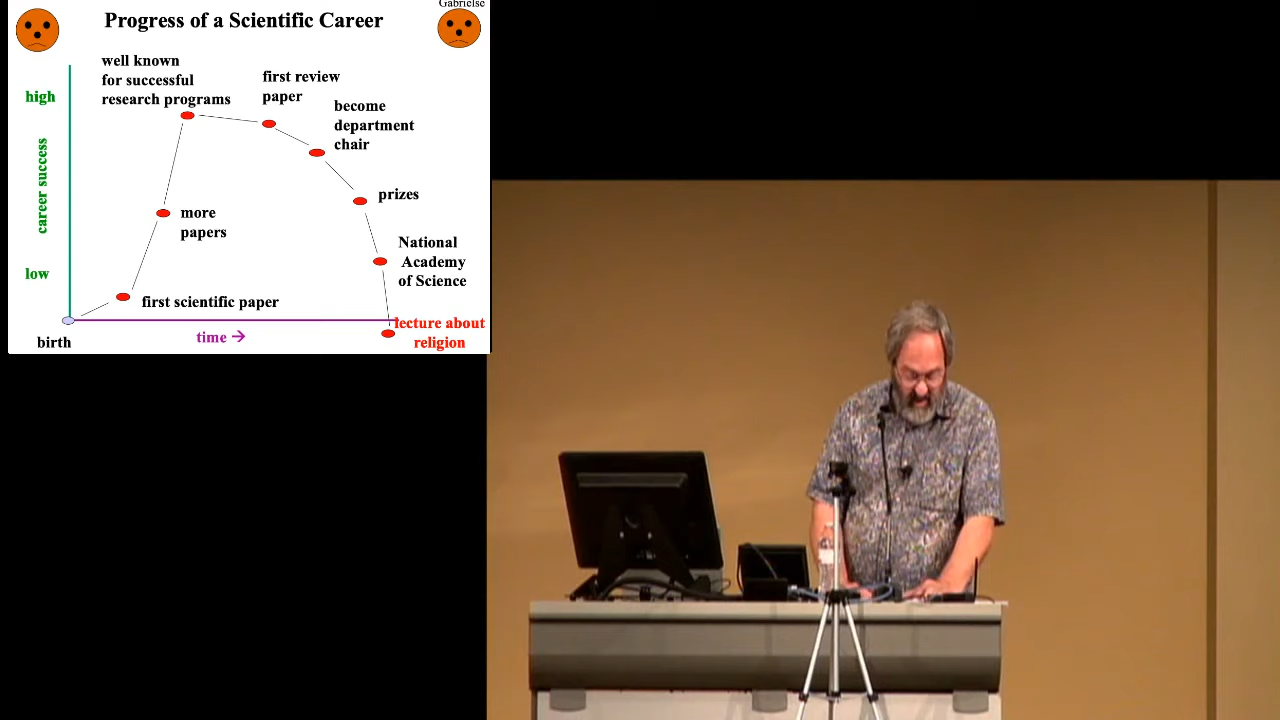 Gabrielse
Progress of a Scientific Career
well known
for successful
research programs
first review
paper
become
department
chair
high
career success
low
prizes
more
papers
National
Academy
of Science
first scientific paper
lecture about
religion
time →
birth